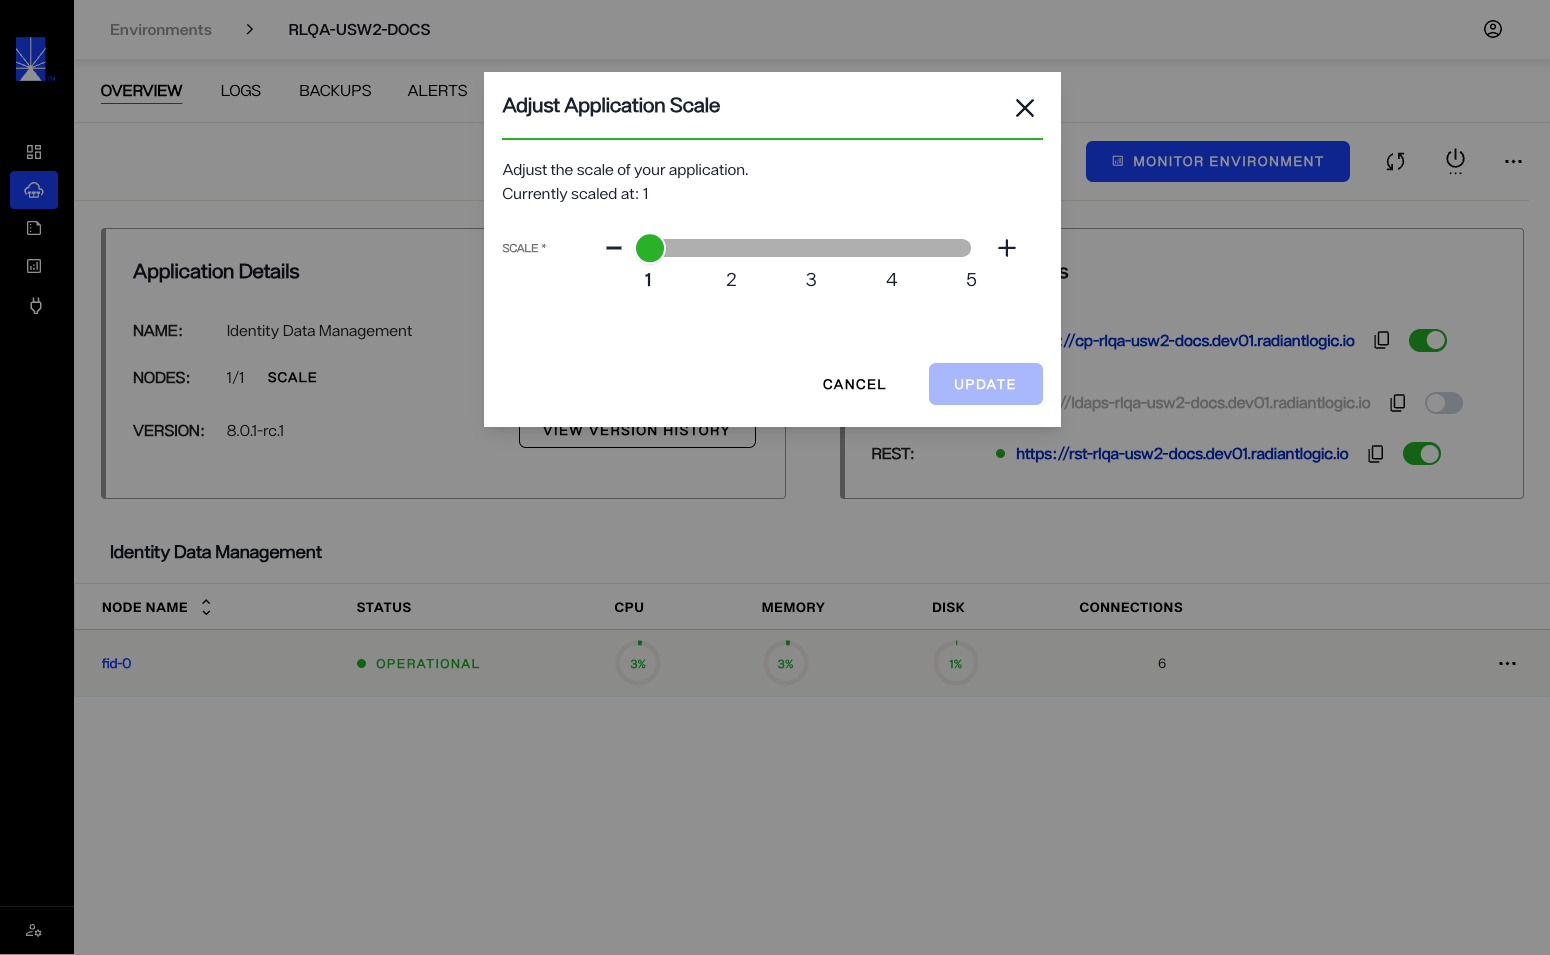 Environments > RLQA-USW2-DOCS
OVERVIEW LOGS BACKUPS ALERTS
MONITOR ENVIRONMENT
Adjust Application Scale
Adjust the scale of your application.
Currently scaled at: 1
SCALE *
1 2 3 4 5
CANCEL UPDATE
Application Details
NAME: Identity Data Management
NODES: 1/1 SCALE
VERSION: 8.0.1-rc.1
VIEW VERSION HISTORY
s
://cp-rlqa-usw2-docs.dev01.radiantlogic.io
//ldaps-rlqa-usw2-docs.dev01.radiantlogic.io
REST: https://rst-rlqa-usw2-docs.dev01.radiantlogic.io
Identity Data Management
NODE NAME STATUS CPU MEMORY DISK CONNECTIONS
fid-0 OPERATIONAL 3% 3% 1% 6